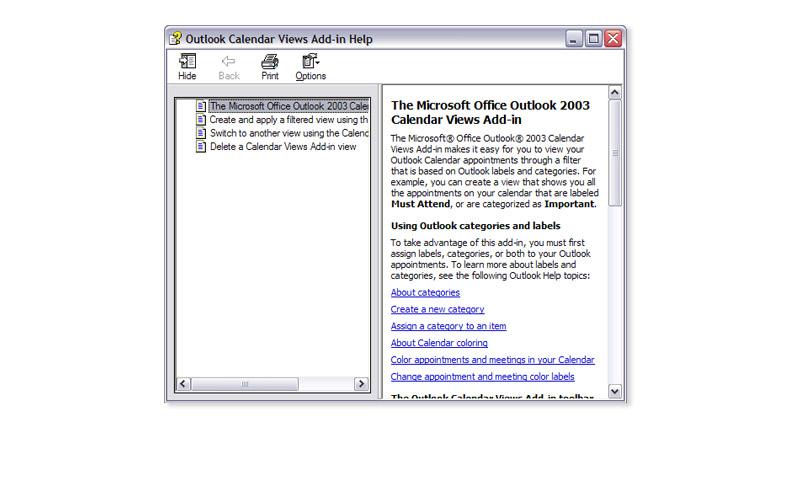 Outlook Calendar Views Add-in Help
Hide
Back
Print
Options
The Microsoft Office Outlook 2003 Cale
Create and apply a filtered view using th
Switch to another view using the Calenc
Delete a Calendar Views Add-in view
The Microsoft Office Outlook 2003
Calendar Views Add-in
The Microsoft® Office Outlook® 2003 Calendar
Views Add-in makes it easy for you to view your
Outlook Calendar appointments through a filter
that is based on Outlook labels and categories. For
example, you can create a view that shows you all
the appointments on your calendar that are labeled
Must Attend, or are categorized as Important.
Using Outlook categories and labels
To take advantage of this add-in, you must first
assign labels, categories, or both to your Outlook
appointments. To learn more about labels and
categories, see the following Outlook Help topics:
About categories
Create a new category
Assign a category to an item
About Calendar coloring
Color appointments and meetings in your Calendar
Change appointment and meeting color labels
The Outlook Calendar Views Add-in toolbar